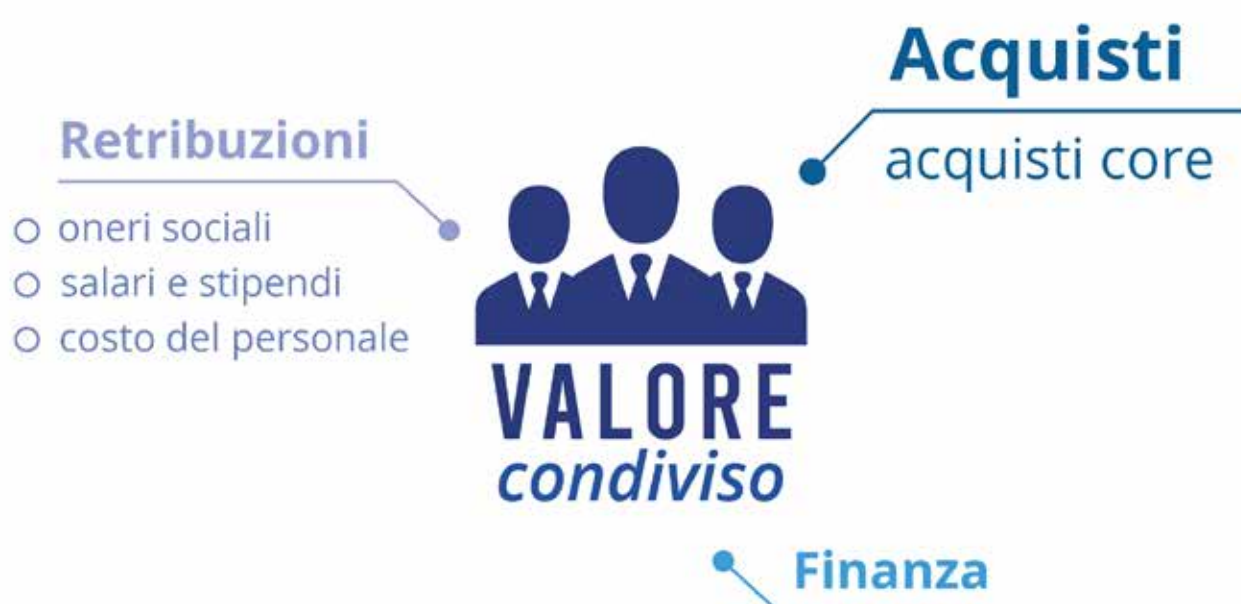 Acquisti
acquisti core
Retribuzioni
oneri sociali
salari e stipendi
costo del personale
VALORE
condiviso
Finanza